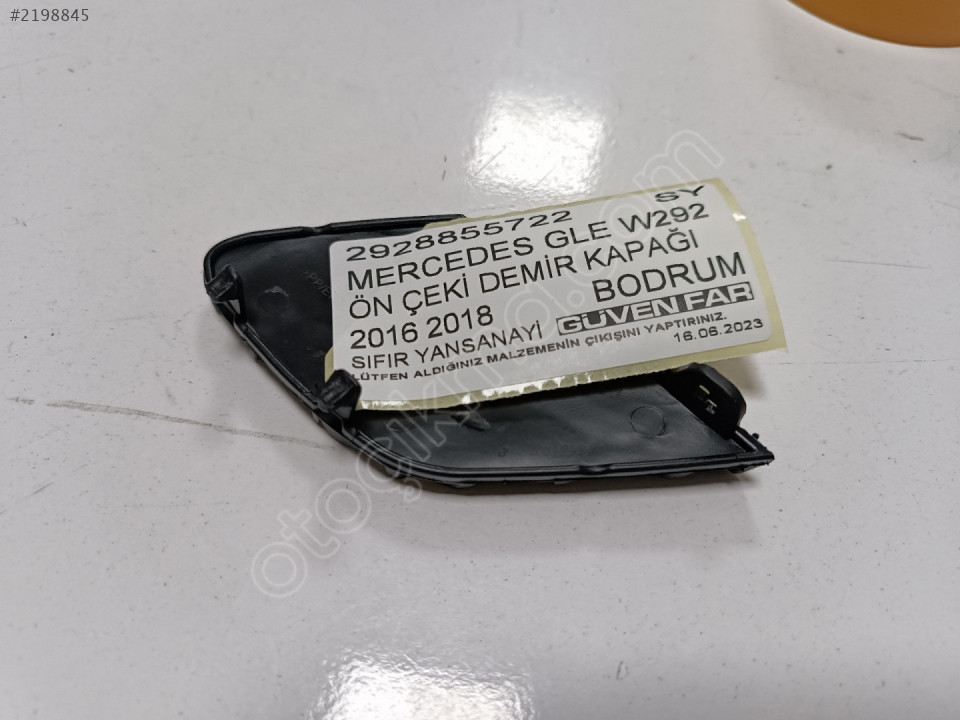 #2198845
2928855722 SY
MERCEDES GLE W292
ÖN ÇEKİ DEMİR KAPAĞI
2016 2018 BODRUM
SIFIR YANSANAYİ GÜVEN FAR
LÜTFEN ALDIĞINIZ MALZEMENİN ÇIKIŞINI YAPTIRINIZ.
16.06.2023
otoçıkma.com